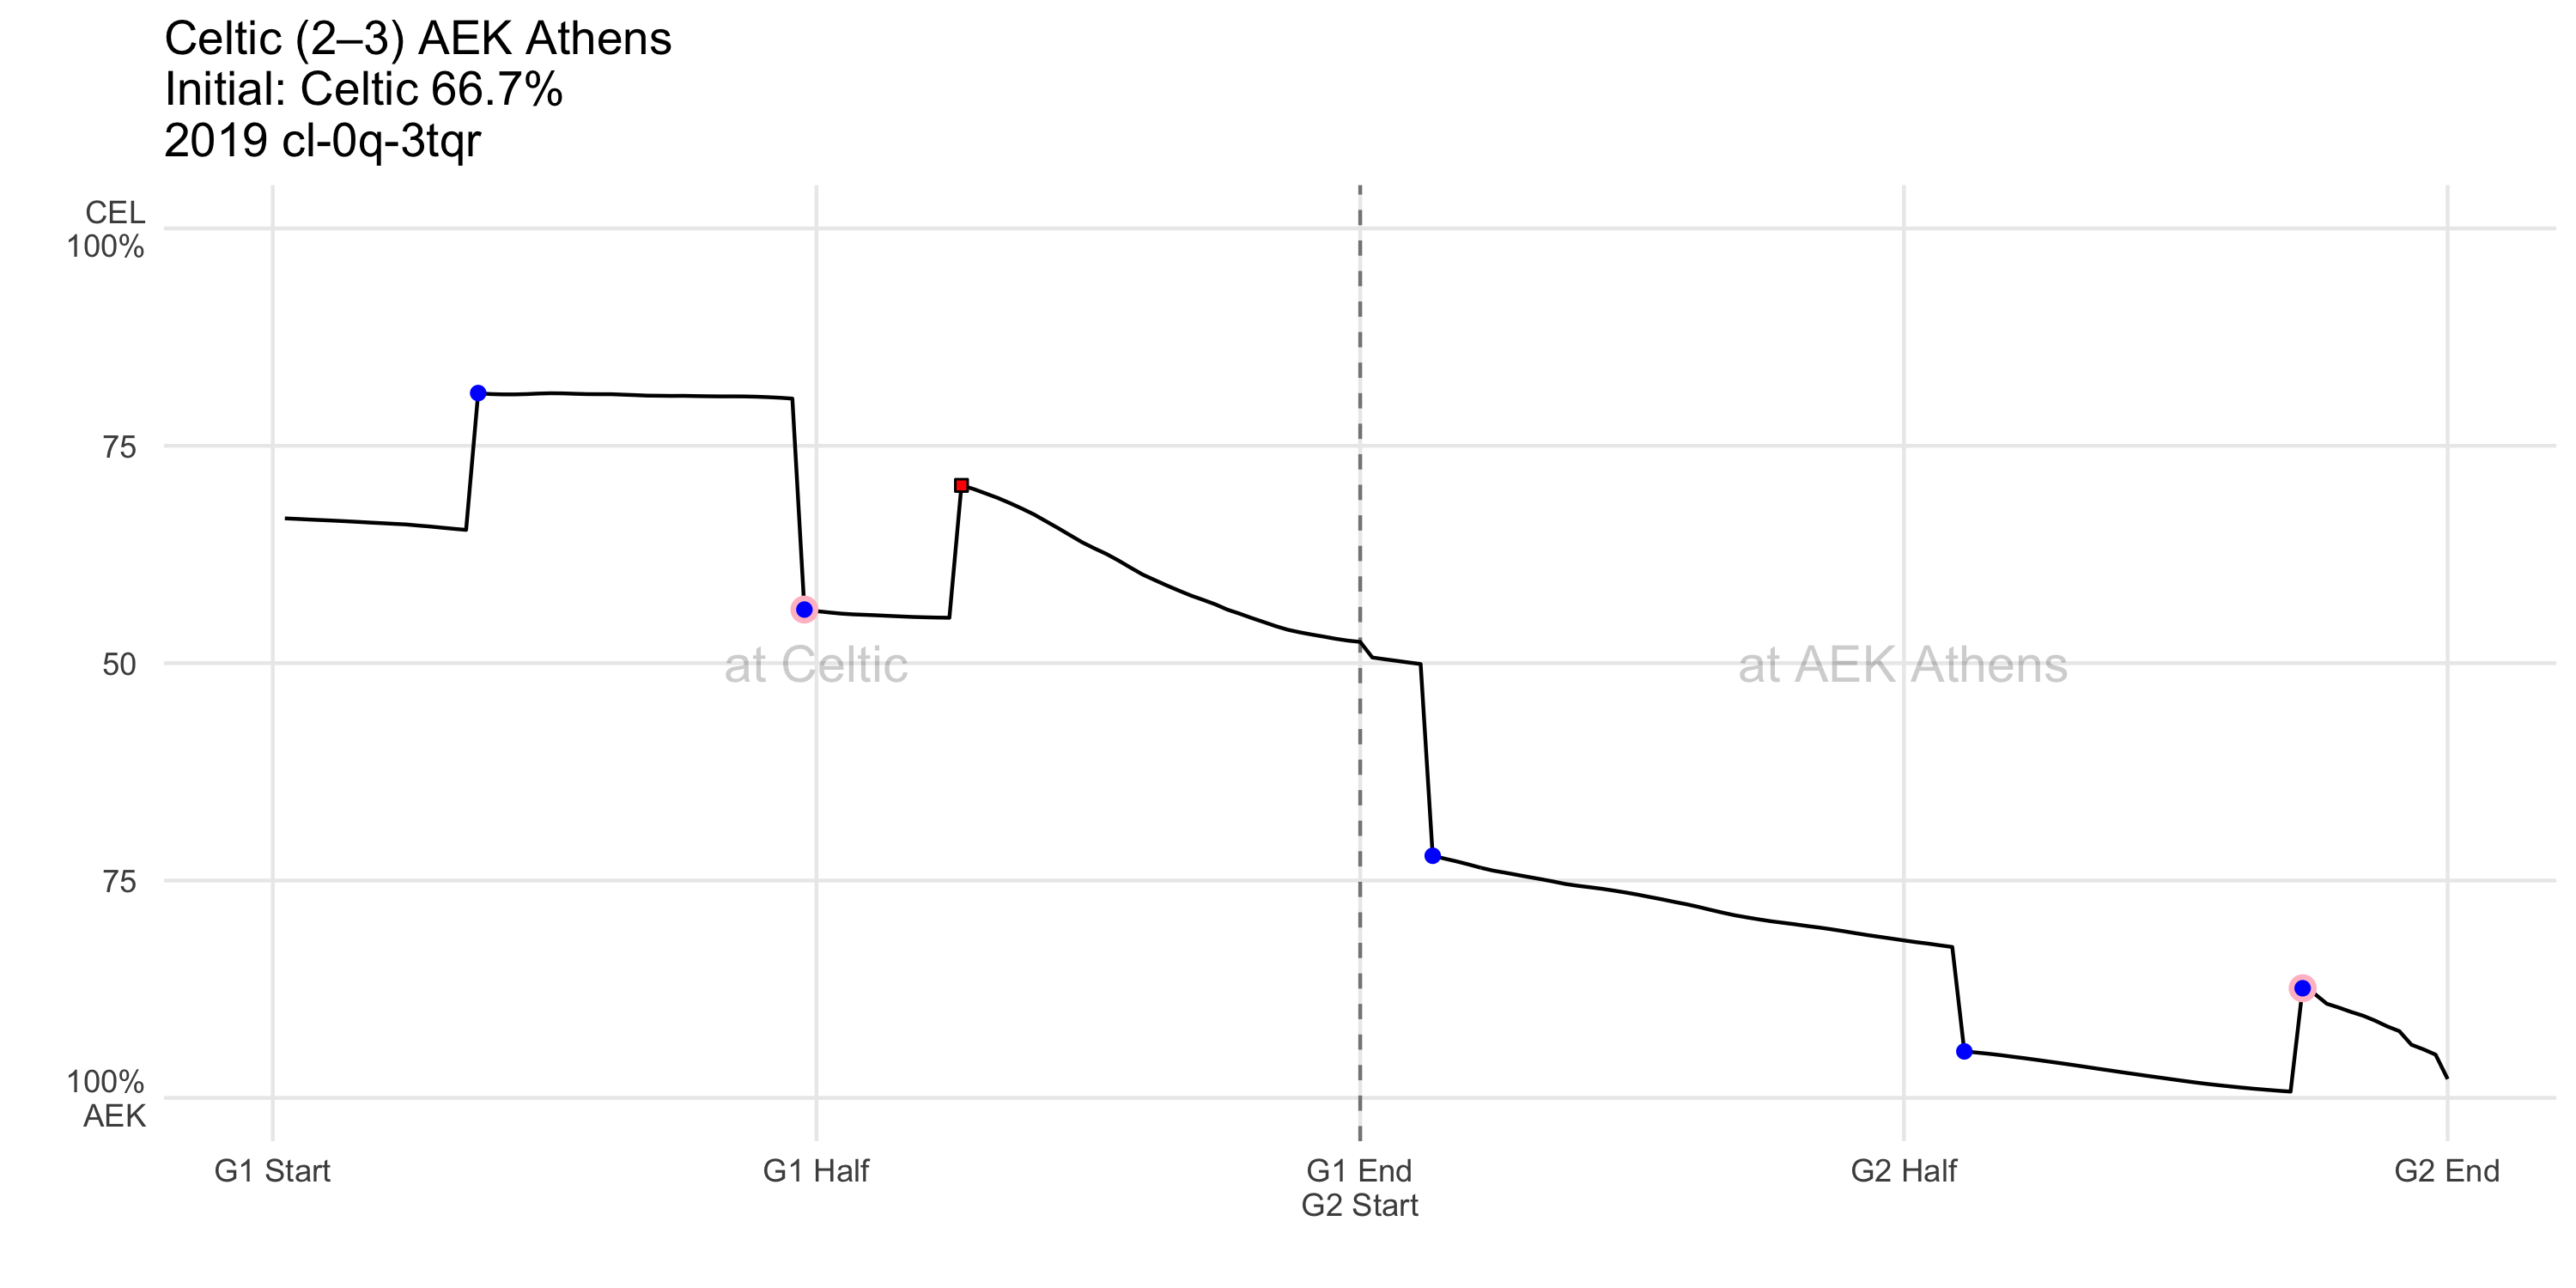 Celtic (2–3) AEK Athens
Initial: Celtic 66.7%
2019 cl-0q-3tqr
CEL
100%
75
50
75
100%
AEK
at Celtic
at AEK Athens
G1 Start
G1 Half
G1 End
G2 Start
G2 Half
G2 End